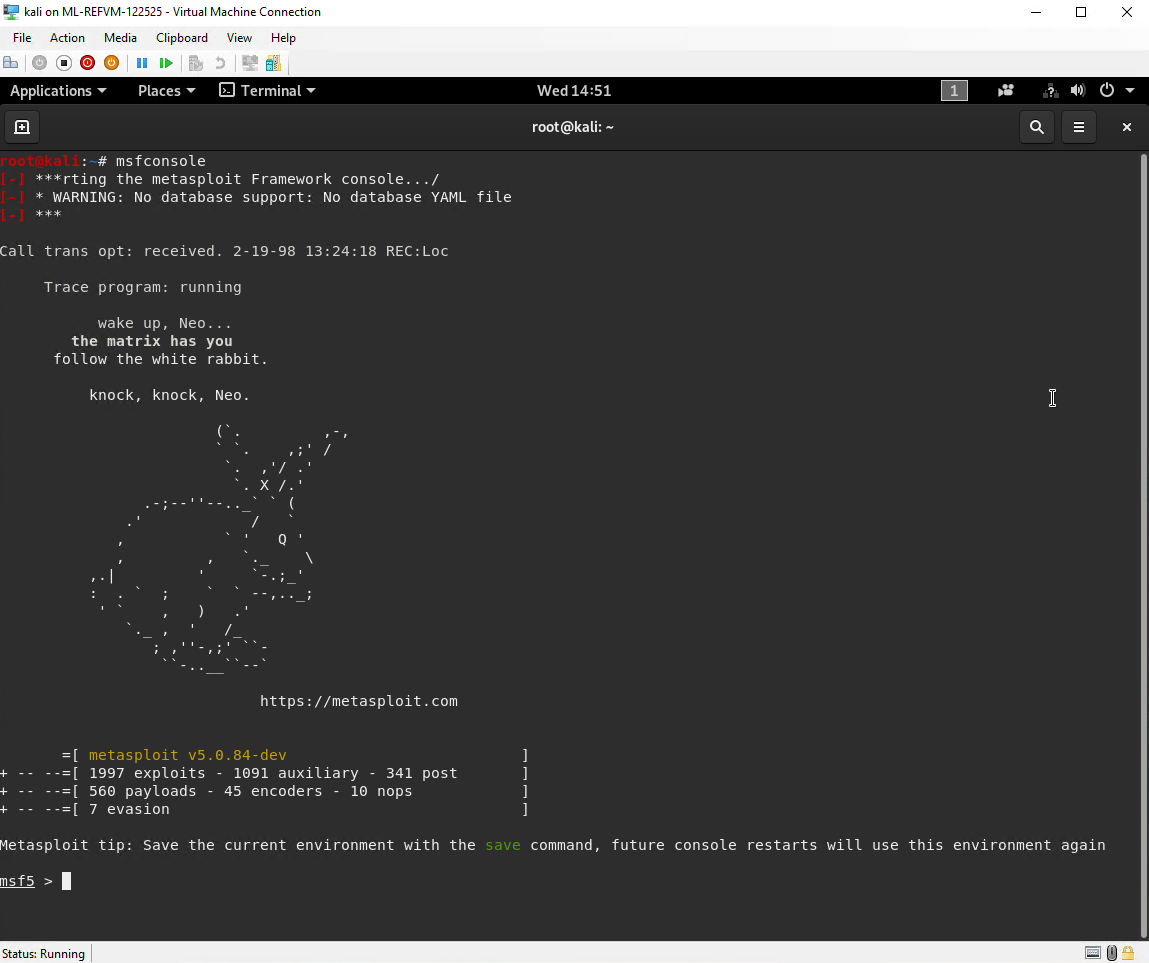 kali on ML-REFVM-122525 - Virtual Machine Connection
File Action Media Clipboard View Help
Applications Places Terminal Wed 14:51 1
root@kali: ~
root@kali:~# msfconsole
[-] ***rting the metasploit Framework console.../
[-] * WARNING: No database support: No database YAML file
[-] ***
Call trans opt: received. 2-19-98 13:24:18 REC:Loc
Trace program: running
wake up, Neo...
the matrix has you
follow the white rabbit.
knock, knock, Neo.
(`. ,-,
` `. ,;' /
`. ,'/ .'
`. X /.'
.-;--''--.._` ` (
.' / `
, ` ' Q '
, , `._ \
,.| ' `-.;_'
: . ` ; ` ` --,.._;
' ` , ) .'
`._ , ' /_
; ,''-,;' ``-
``-..__``--`
https://metasploit.com
=[ metasploit v5.0.84-dev ]
+ -- --=[ 1997 exploits - 1091 auxiliary - 341 post ]
+ -- --=[ 560 payloads - 45 encoders - 10 nops ]
+ -- --=[ 7 evasion ]
Metasploit tip: Save the current environment with the save command, future console restarts will use this environment again
msf5 >
Status: Running